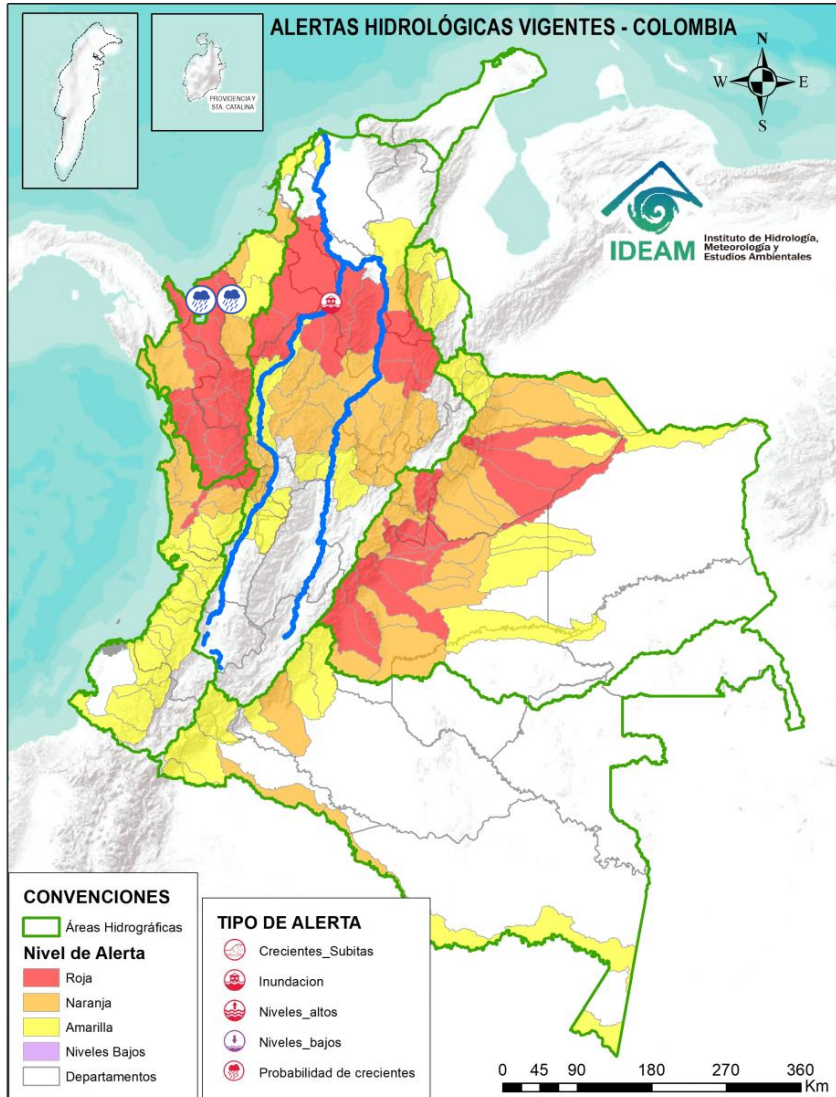 ALERTAS HIDROLÓGICAS VIGENTES - COLOMBIA
PROVIDENCIA Y
STA. CATALINA
N
W
E
S
IDEAM
Instituto de Hidrología,
Meteorología y
Estudios Ambientales
CONVENCIONES
Áreas Hidrográficas
Nivel de Alerta
Roja
Naranja
Amarilla
Niveles Bajos
Departamentos
TIPO DE ALERTA
Crecientes_Subitas
Inundacion
Niveles_altos
Niveles_bajos
Probabilidad de crecientes
0 45 90 180 270 360
Km